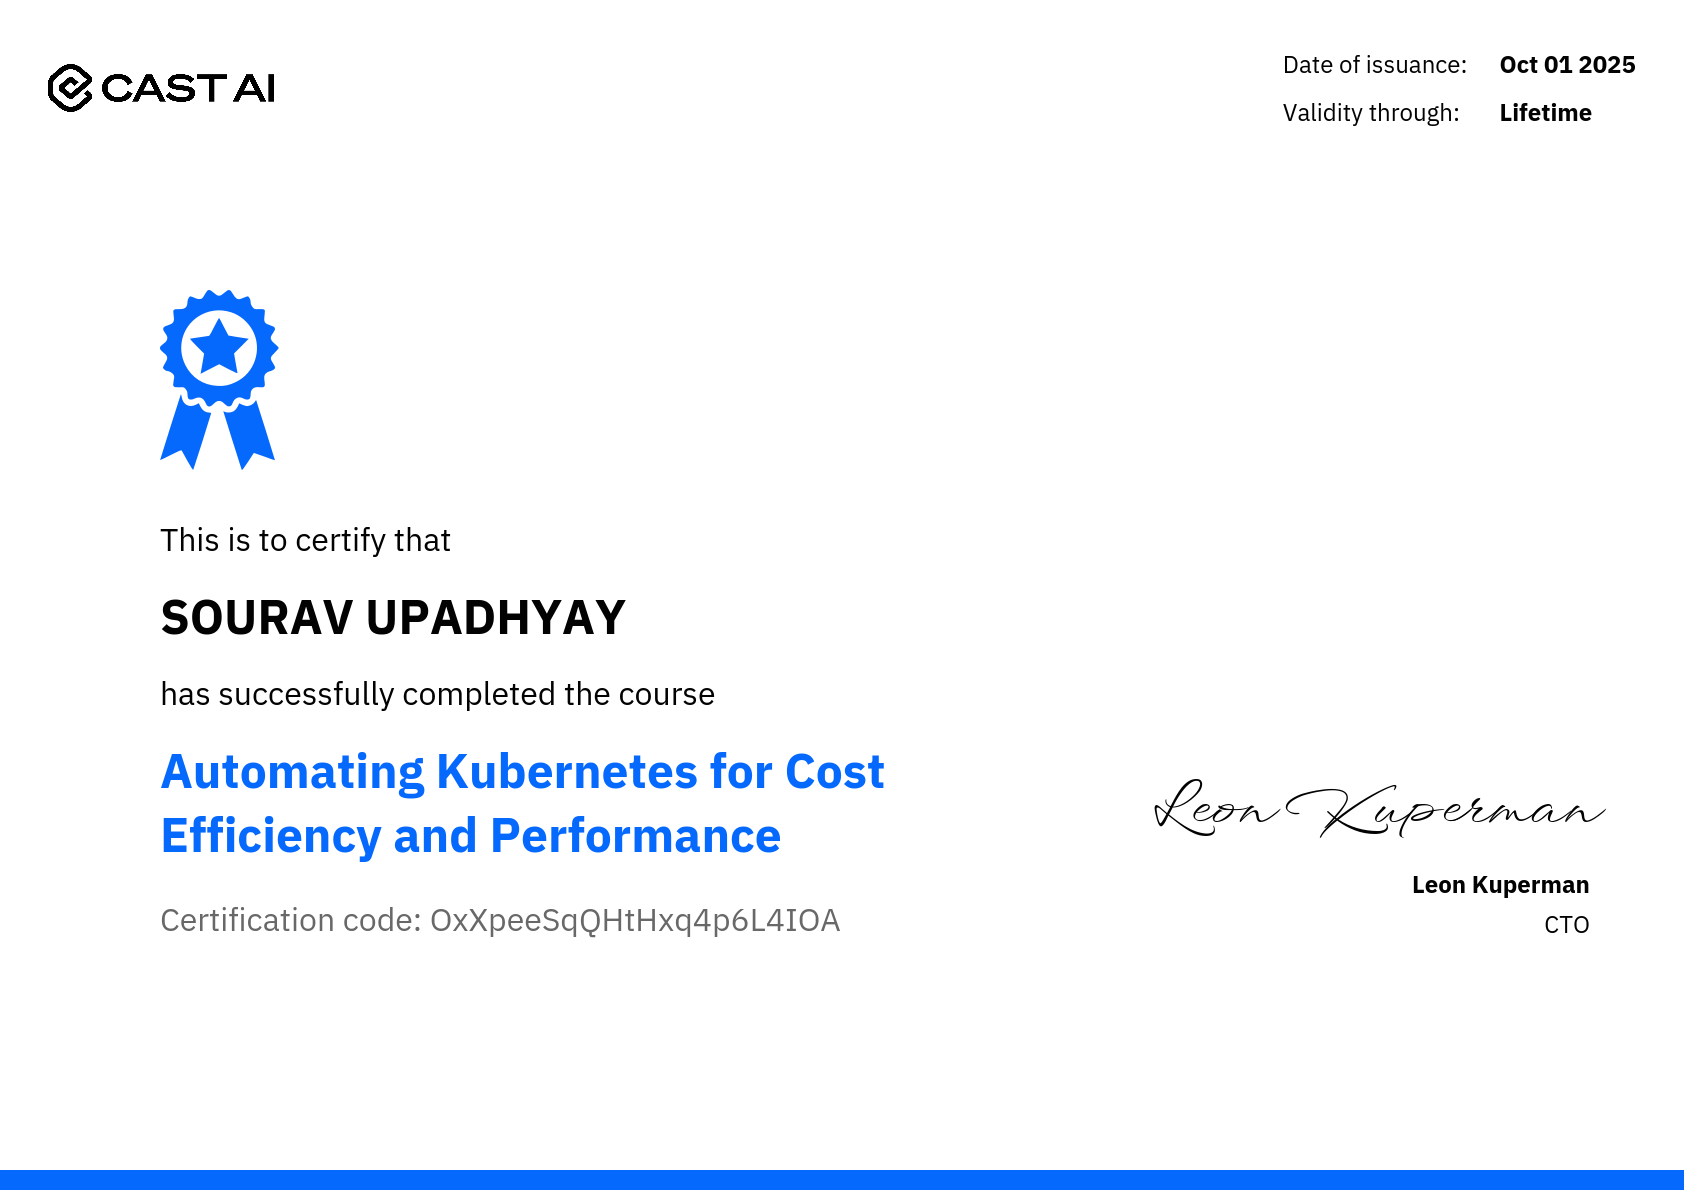 CAST AI
Date of issuance: Oct 01 2025
Validity through: Lifetime
This is to certify that
SOURAV UPADHYAY
has successfully completed the course
Automating Kubernetes for Cost
Efficiency and Performance
Certification code: OxXpeeSqQHtHxq4p6L4IOA
Leon Kuperman
Leon Kuperman
CTO